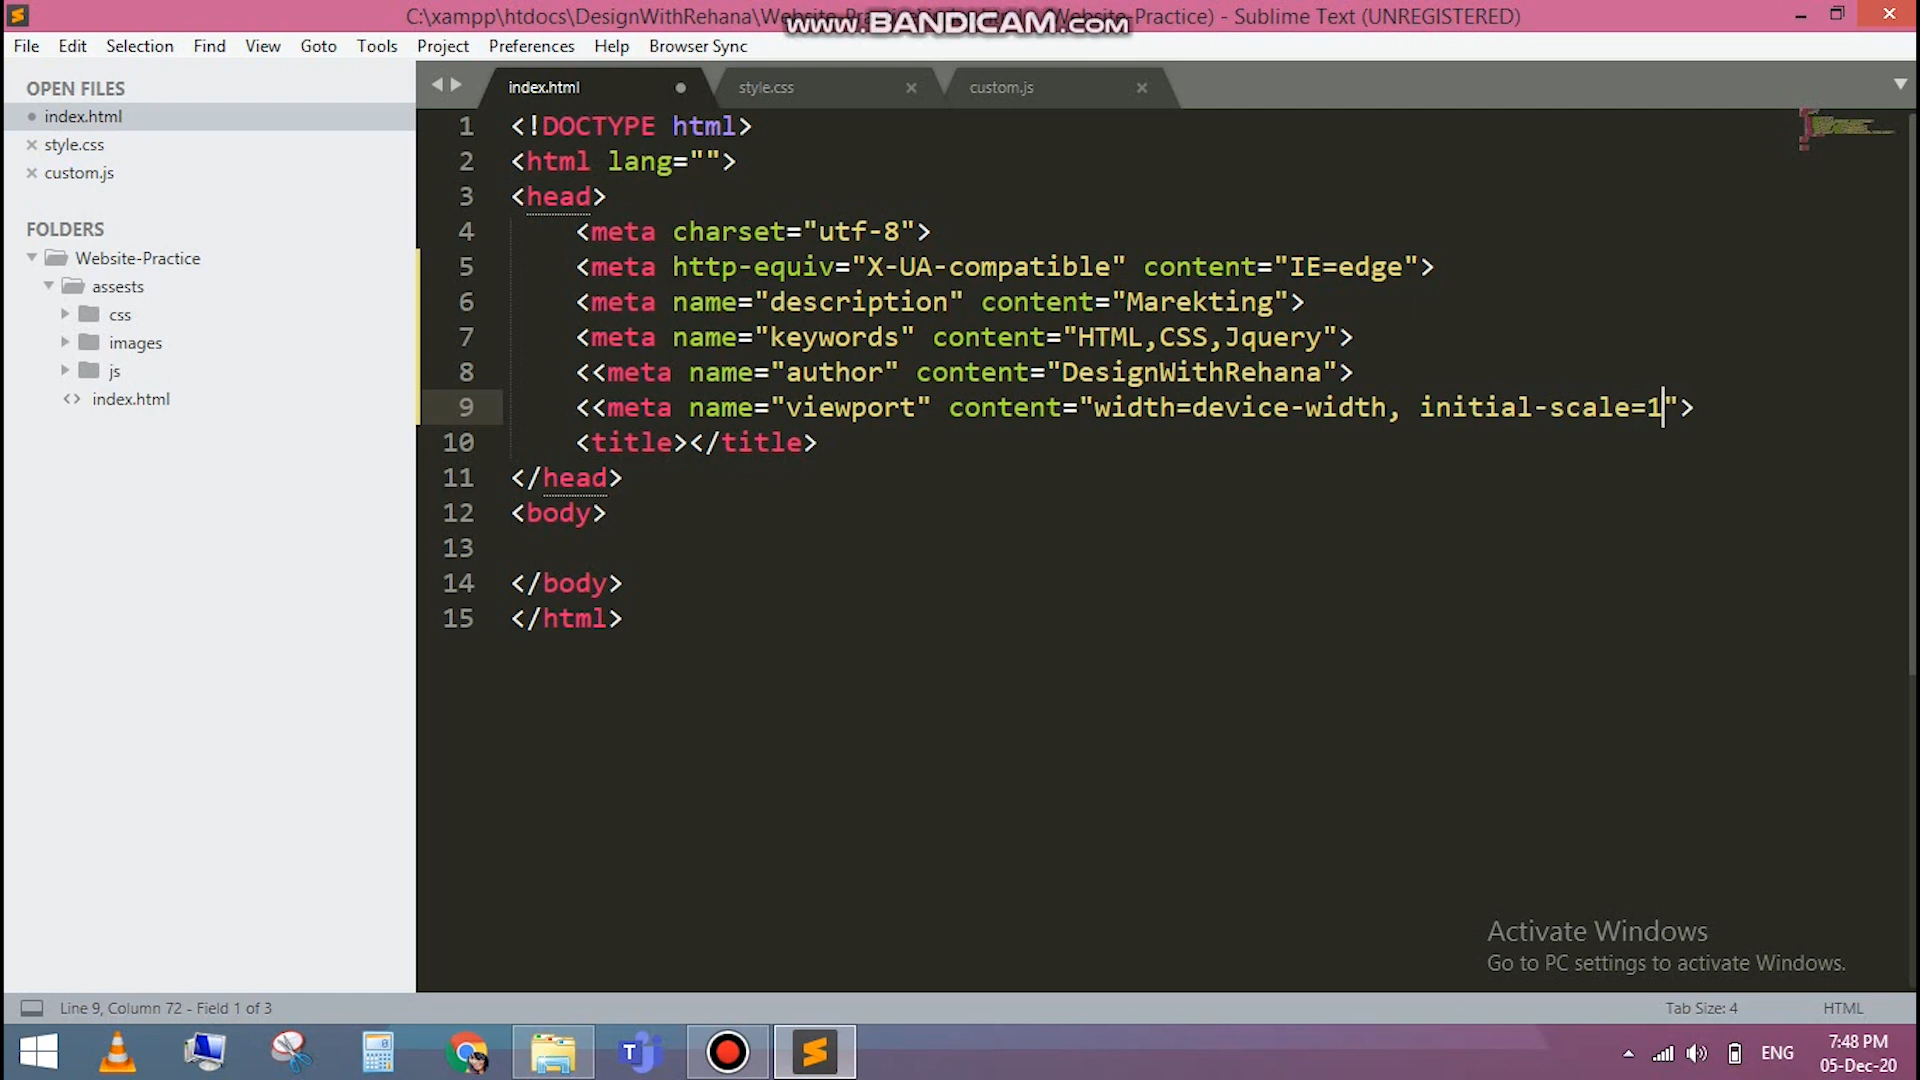 C:\xampp\htdocs\DesignWithRehana\Website-Practice) - Sublime Text (UNREGISTERED)
www.BANDICAM.com
File Edit Selection Find View Goto Tools Project Preferences Help Browser Sync
OPEN FILES
index.html
style.css
custom.js
FOLDERS
Website-Practice
assests
css
images
js
index.html
index.html style.css custom.js
1 <!DOCTYPE html>
2 <html lang="">
3 <head>
4 <meta charset="utf-8">
5 <meta http-equiv="X-UA-compatible" content="IE=edge">
6 <meta name="description" content="Marekting">
7 <meta name="keywords" content="HTML,CSS,Jquery">
8 <<meta name="author" content="DesignWithRehana">
9 <<meta name="viewport" content="width=device-width, initial-scale=1">
10 <title></title>
11 </head>
12 <body>
13
14 </body>
15 </html>
Activate Windows
Go to PC settings to activate Windows.
Line 9, Column 72 - Field 1 of 3
Tab Size: 4
HTML
ENG
7:48 PM
05-Dec-20